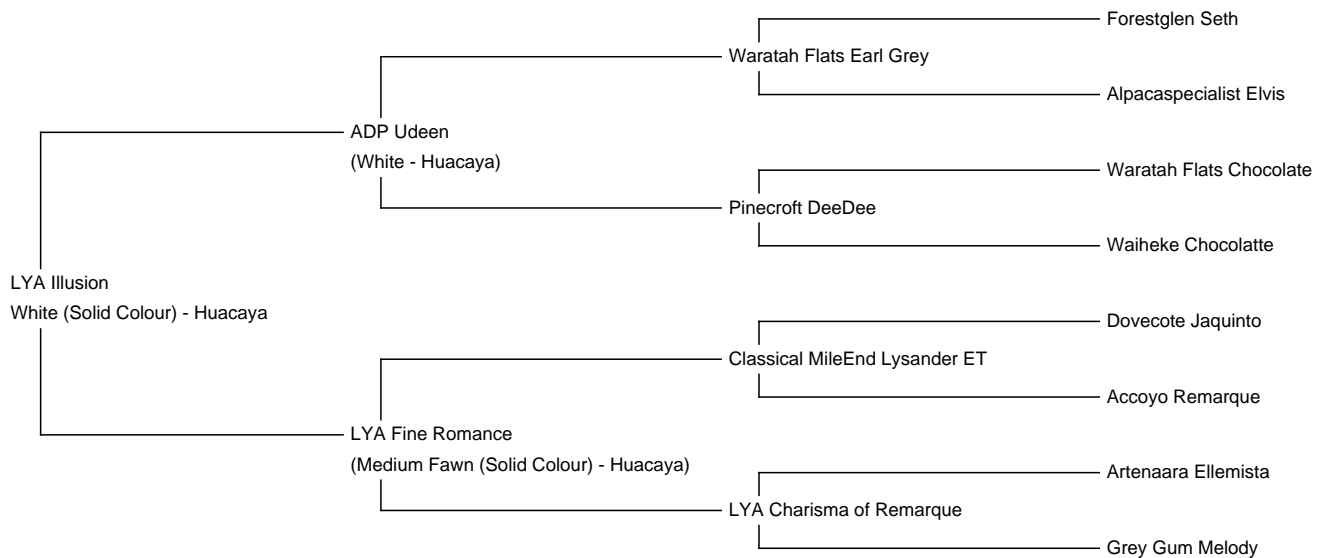 Forestglen Seth
Waratah Flats Earl Grey
Alpacaspecialist Elvis
ADP Udeen
(White - Huacaya)
Waratah Flats Chocolate
Pinecroft DeeDee
Waiheke Chocolatte
LYA Illusion
White (Solid Colour) - Huacaya
Dovecote Jaquinto
Classical MileEnd Lysander ET
Accoyo Remarque
LYA Fine Romance
(Medium Fawn (Solid Colour) - Huacaya)
Artenaara Ellemista
LYA Charisma of Remarque
Grey Gum Melody